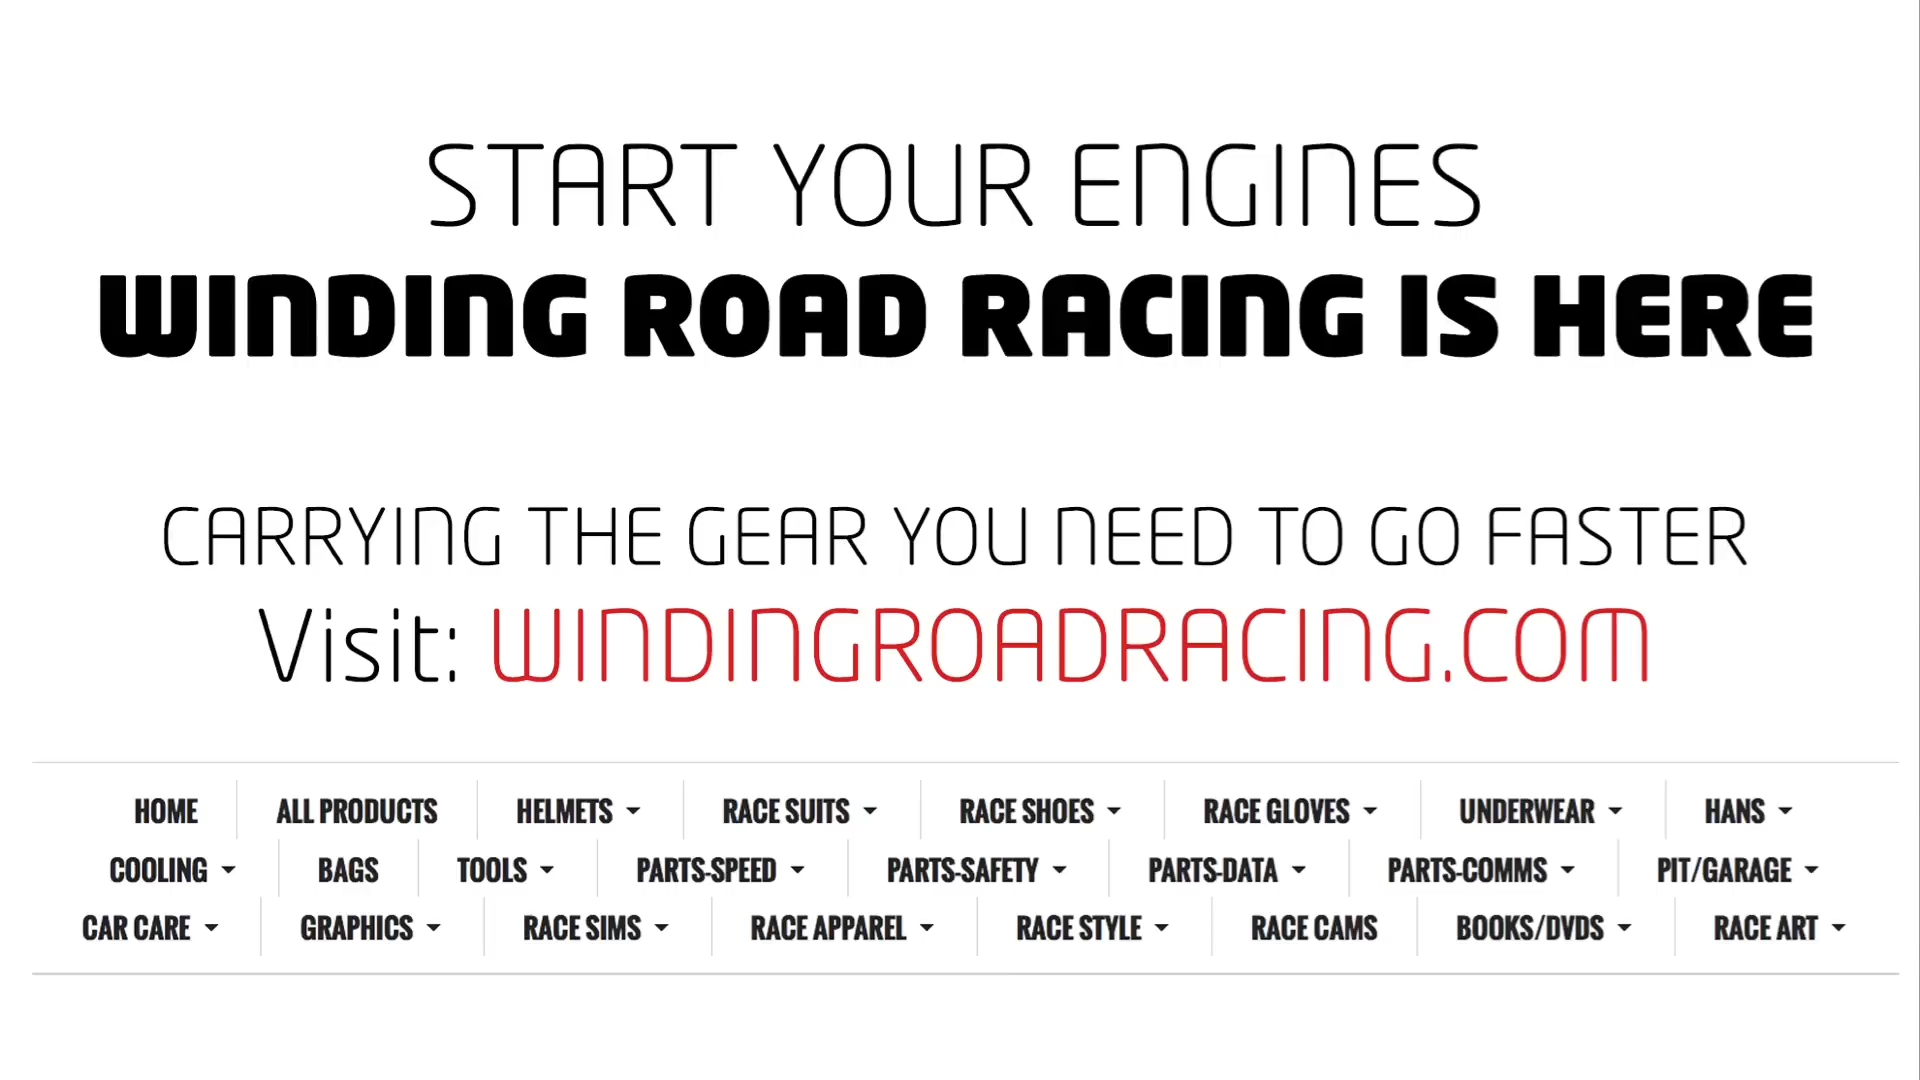 START YOUR ENGINES
WINDING ROAD RACING IS HERE
CARRYING THE GEAR YOU NEED TO GO FASTER
Visit: WINDINGROADRACING.COM
HOME ALL PRODUCTS HELMETS RACE SUITS RACE SHOES RACE GLOVES UNDERWEAR HANS
COOLING BAGS TOOLS PARTS-SPEED PARTS-SAFETY PARTS-DATA PARTS-COMMS PIT/GARAGE
CAR CARE GRAPHICS RACE SIMS RACE APPAREL RACE STYLE RACE CAMS BOOKS/DVDS RACE ART